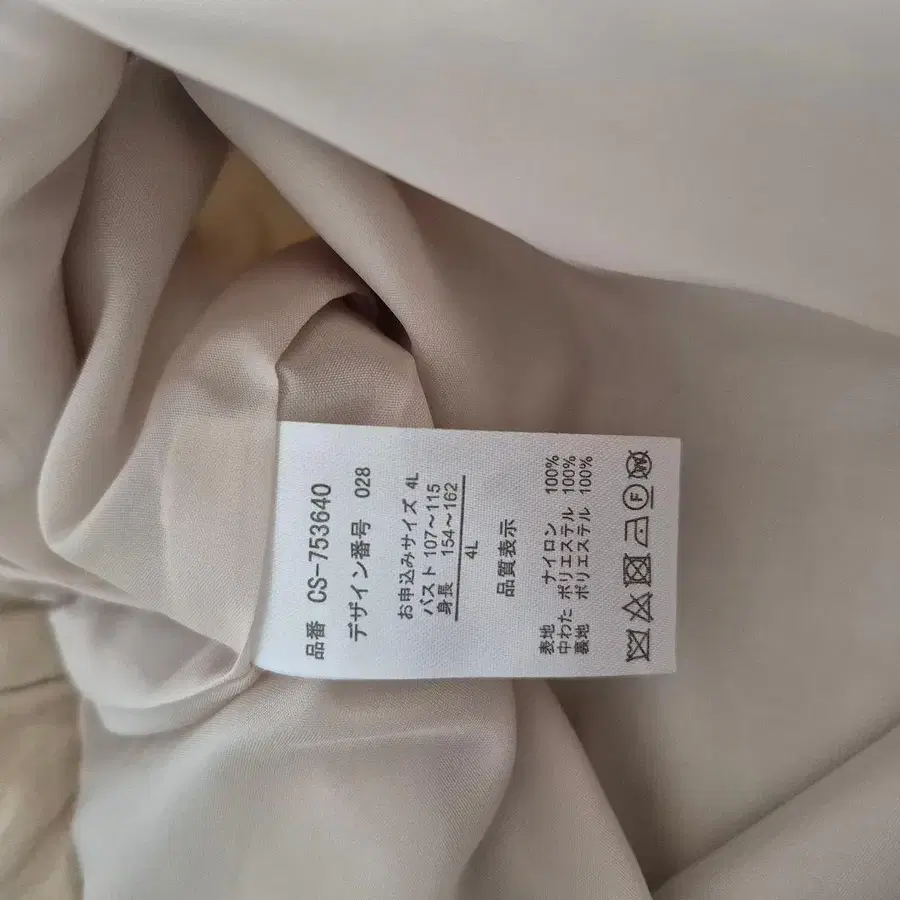 品番 CS-753640
デザイン番号 028
お申込みサイズ 4L
バスト 107～115
身長 154～162
4L
品質表示
表地 ナイロン 100%
中わた ポリエステル 100%
裏地 ポリエステル 100%
F W